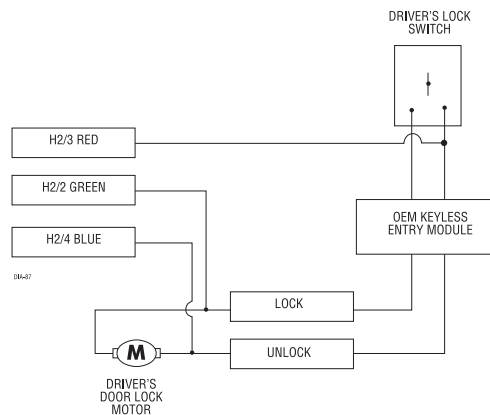 DRIVER'S LOCK
SWITCH
H2/3 RED
H2/2 GREEN
H2/4 BLUE
OEM KEYLESS
ENTRY MODULE
DIA-87
LOCK
UNLOCK
M
DRIVER'S
DOOR LOCK
MOTOR